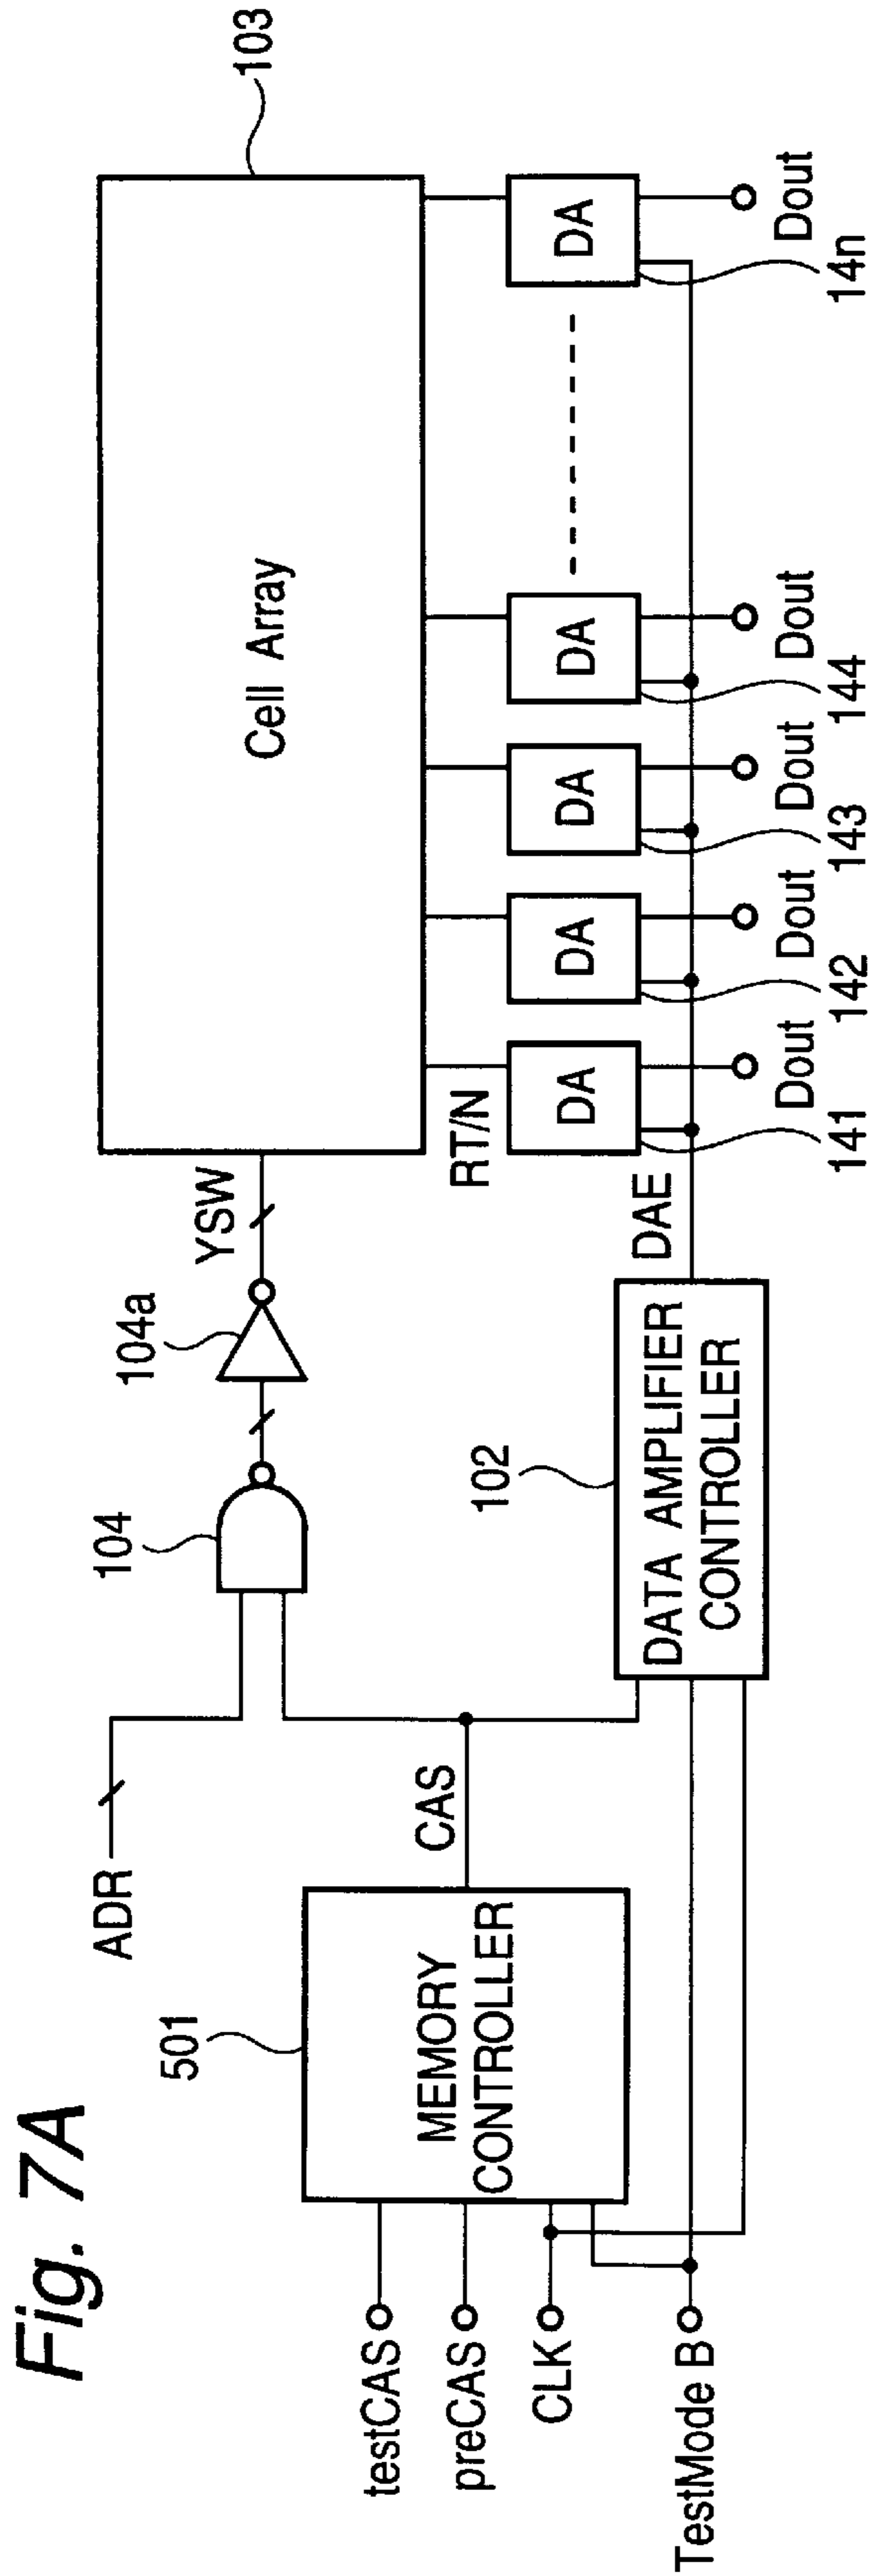 Fig. 7A
103
Cell Array
104
104a
YSW
ADR
501
MEMORY
CONTROLLER
CAS
102
DATA AMPLIFIER
CONTROLLER
DAE
RT/N
DA
DA
DA
DA
DA
testCAS
preCAS
CLK
TestMode B
Dout
Dout
Dout
Dout
Dout
141
142
143
144
14n